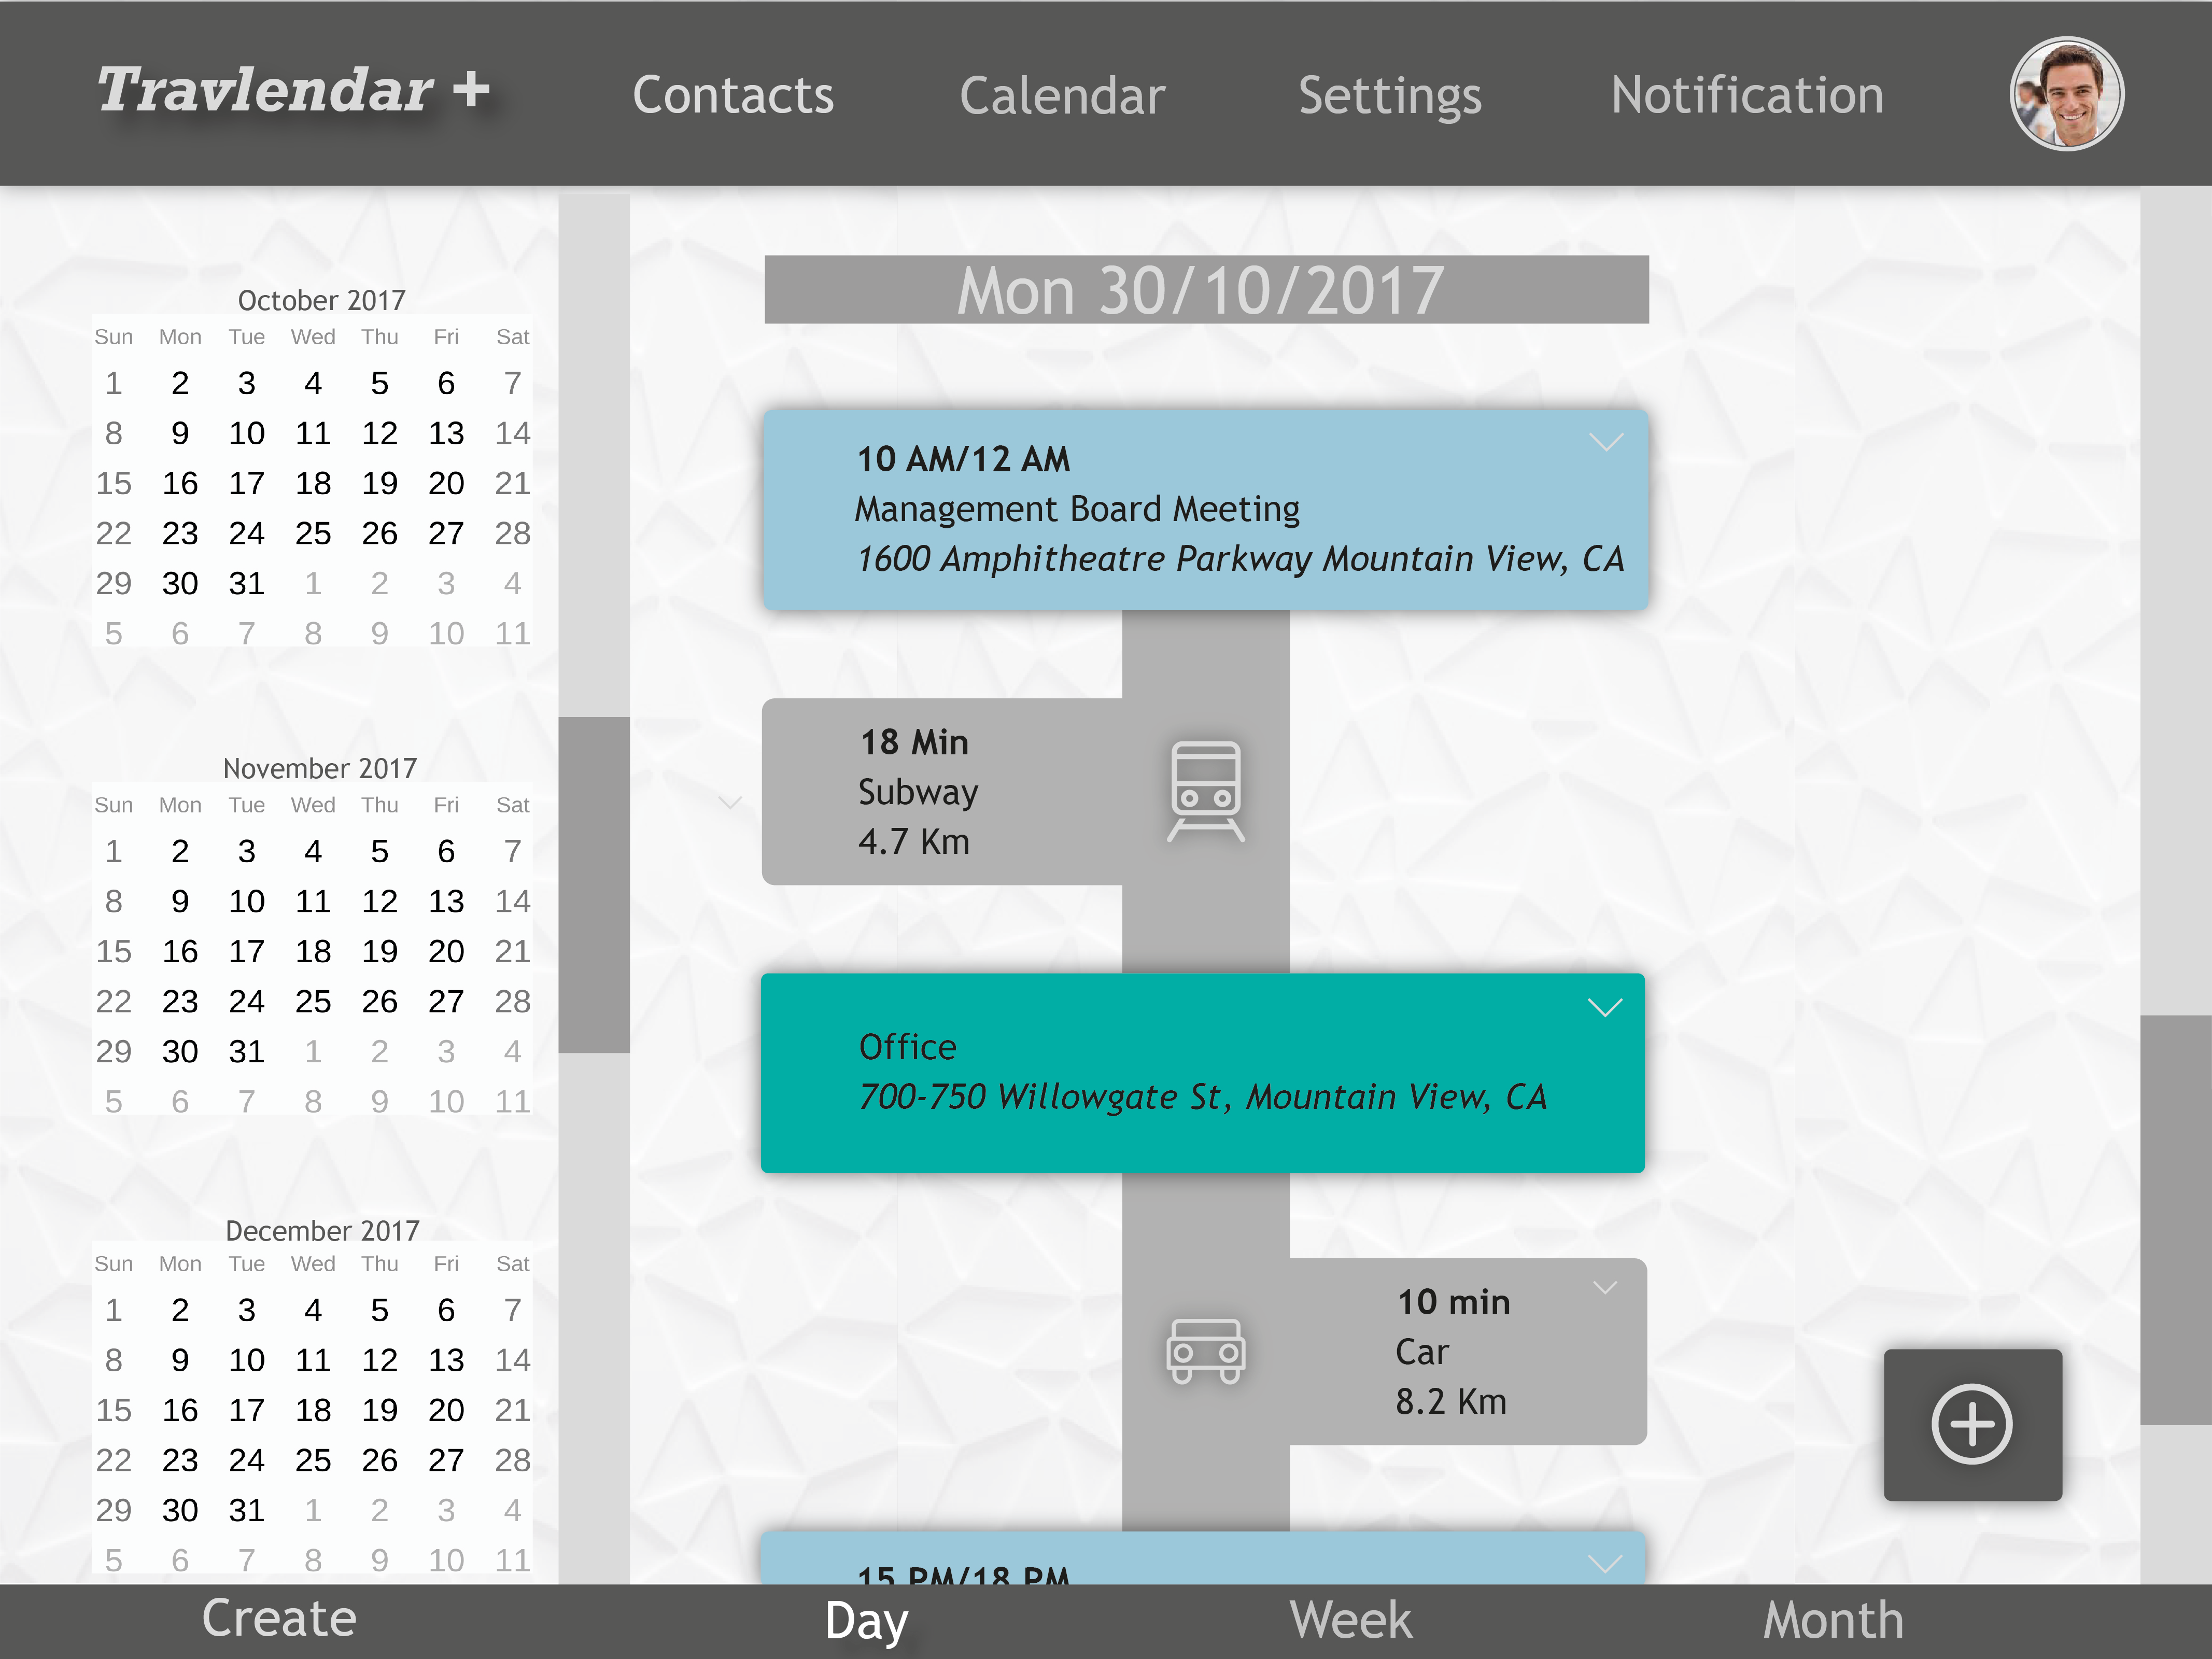 Travlendar +
Contacts
Calendar
Settings
Notification
October 2017
Sun Mon Tue Wed Thu Fri Sat
1 2 3 4 5 6 7
8 9 10 11 12 13 14
15 16 17 18 19 20 21
22 23 24 25 26 27 28
29 30 31 1 2 3 4
5 6 7 8 9 10 11
November 2017
Sun Mon Tue Wed Thu Fri Sat
1 2 3 4 5 6 7
8 9 10 11 12 13 14
15 16 17 18 19 20 21
22 23 24 25 26 27 28
29 30 31 1 2 3 4
5 6 7 8 9 10 11
December 2017
Sun Mon Tue Wed Thu Fri Sat
1 2 3 4 5 6 7
8 9 10 11 12 13 14
15 16 17 18 19 20 21
22 23 24 25 26 27 28
29 30 31 1 2 3 4
5 6 7 8 9 10 11
Mon 30/10/2017
10 AM/12 AM
Management Board Meeting
1600 Amphitheatre Parkway Mountain View, CA
18 Min
Subway
4.7 Km
Office
700-750 Willowgate St, Mountain View, CA
10 min
Car
8.2 Km
15 PM/18 PM
Create
Day
Week
Month